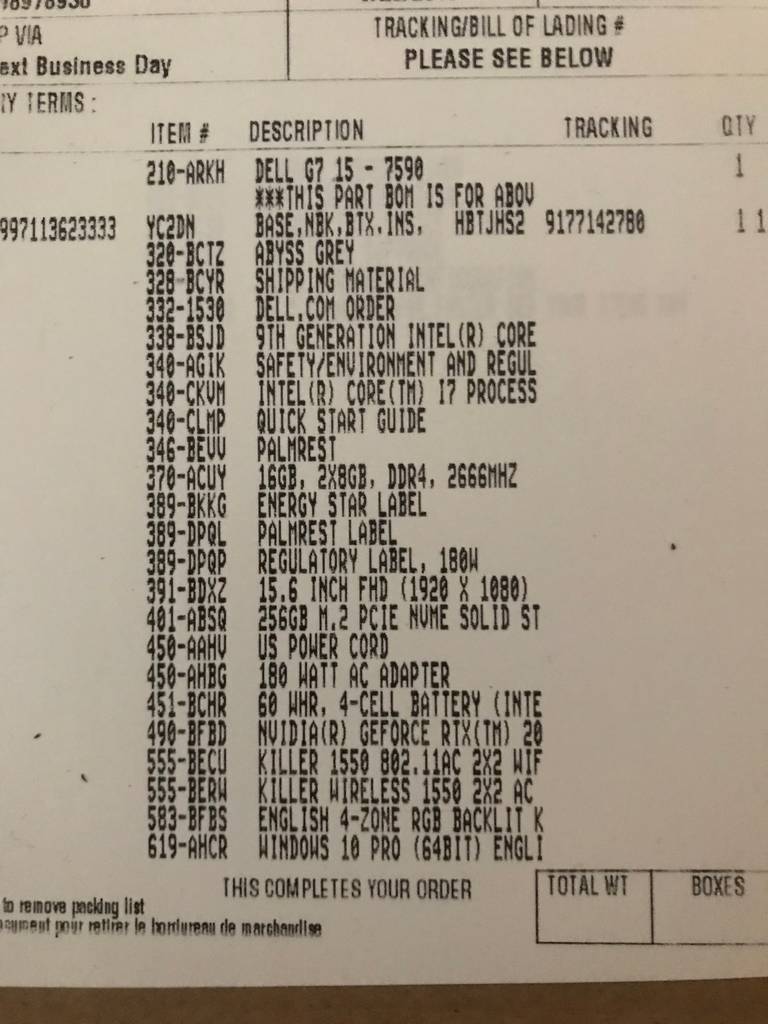 P VIA
TRACKING/BILL OF LADING #
ext Business Day
PLEASE SEE BELOW
TERMS :
ITEM # DESCRIPTION TRACKING QTY
210-ARKH DELL G7 15 - 7590 1
***THIS PART BOM IS FOR ABOV
997113623333 YC2DN BASE,NBK,BTX,INS, HBTJHS2 9177142780 1 1
320-BCTZ ABYSS GREY
328-BCYR SHIPPING MATERIAL
332-1530 DELL.COM ORDER
338-BSJD 9TH GENERATION INTEL(R) CORE
340-AGIK SAFETY/ENVIRONMENT AND REGUL
340-CKVM INTEL(R) CORE(TM) I7 PROCESS
340-CLMP QUICK START GUIDE
346-BEVV PALMREST
370-ACUY 16GB, 2X8GB, DDR4, 2666MHZ
389-BKKG ENERGY STAR LABEL
389-DPQL PALMREST LABEL
389-DPQP REGULATORY LABEL, 180W
391-BDXZ 15.6 INCH FHD (1920 X 1080)
401-ABSQ 256GB M.2 PCIE NVME SOLID ST
450-AAHV US POWER CORD
450-AHBG 180 WATT AC ADAPTER
451-BCHR 60 WHR, 4-CELL BATTERY (INTE
490-BFBD NVIDIA(R) GEFORCE RTX(TM) 20
555-BECU KILLER 1550 802.11AC 2X2 WIF
555-BERW KILLER WIRELESS 1550 2X2 AC
583-BFBS ENGLISH 4-ZONE RGB BACKLIT K
619-AHCR WINDOWS 10 PRO (64BIT) ENGLI
THIS COMPLETES YOUR ORDER TOTAL WT BOXES
to remove packing list
ocument pour retirer le bordureau de marchandise